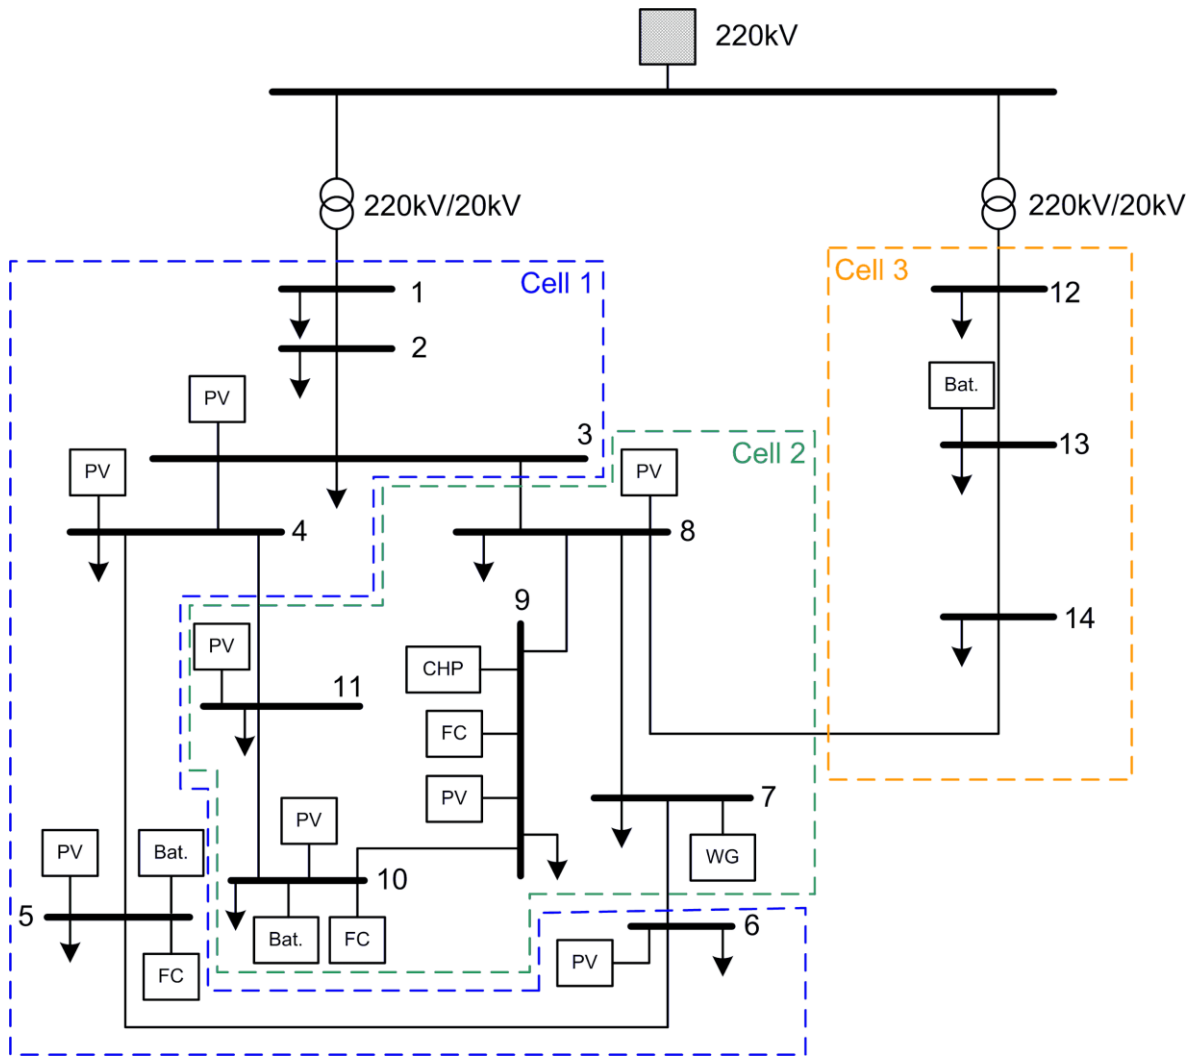 220kV
220kV/20kV
220kV/20kV
Cell 1
Cell 3
1
12
2
Bat.
PV
3
13
Cell 2
PV
PV
4
8
9
14
PV
CHP
11
FC
PV
7
PV
WG
PV
Bat.
10
5
6
Bat.
FC
PV
FC